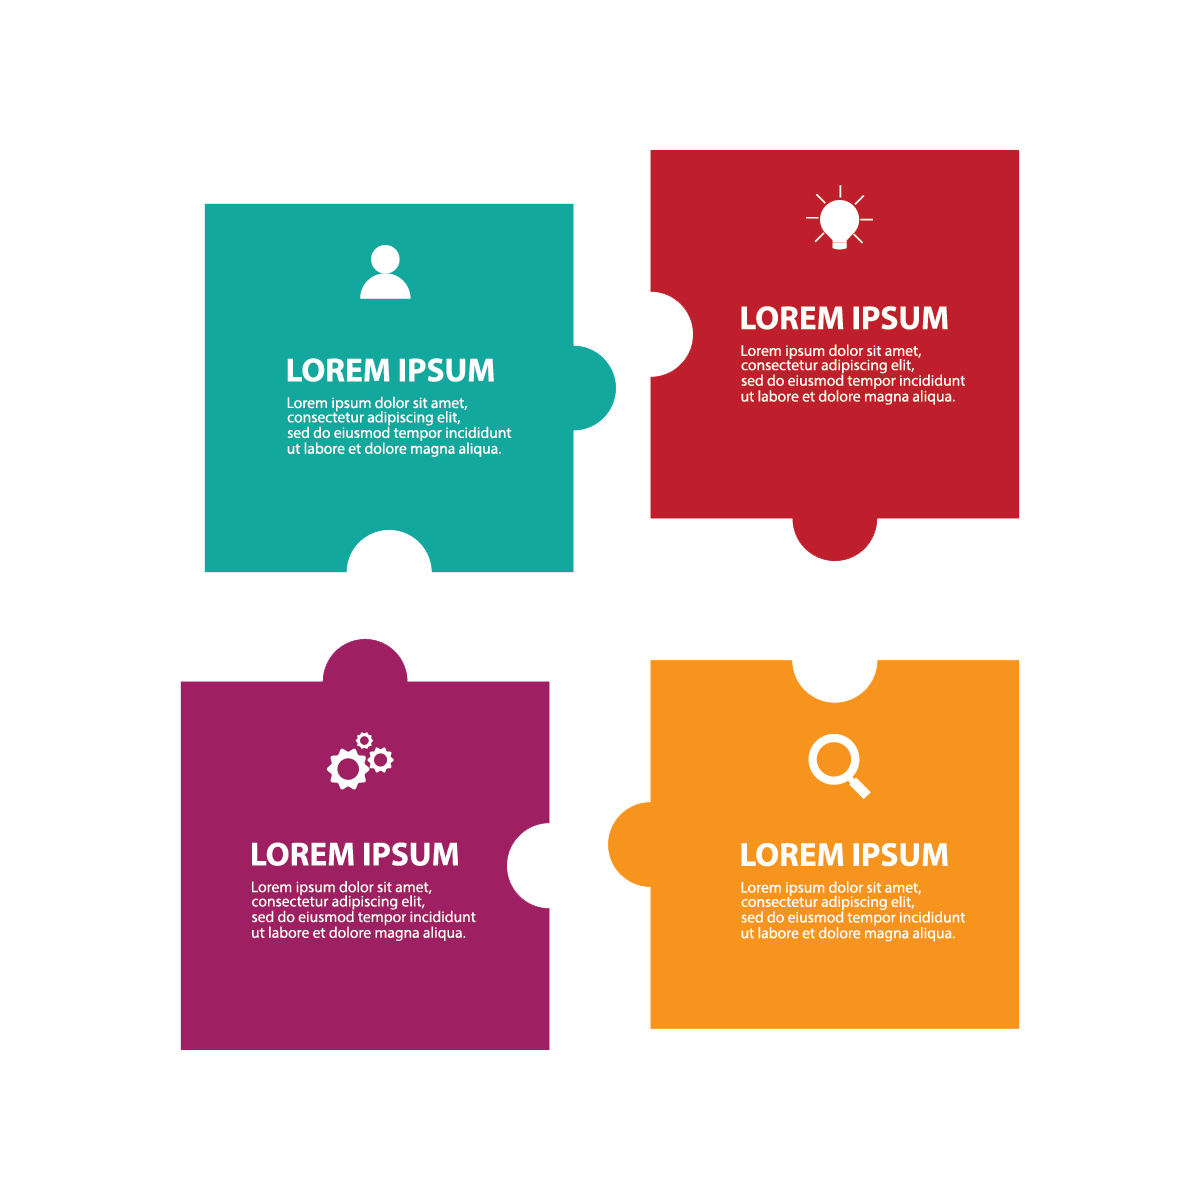 LOREM IPSUM
Lorem ipsum dolor sit amet,
consectetur adipiscing elit,
sed do eiusmod tempor incididunt
ut labore et dolore magna aliqua.
LOREM IPSUM
Lorem ipsum dolor sit amet,
consectetur adipiscing elit,
sed do eiusmod tempor incididunt
ut labore et dolore magna aliqua.
LOREM IPSUM
Lorem ipsum dolor sit amet,
consectetur adipiscing elit,
sed do eiusmod tempor incididunt
ut labore et dolore magna aliqua.
LOREM IPSUM
Lorem ipsum dolor sit amet,
consectetur adipiscing elit,
sed do eiusmod tempor incididunt
ut labore et dolore magna aliqua.